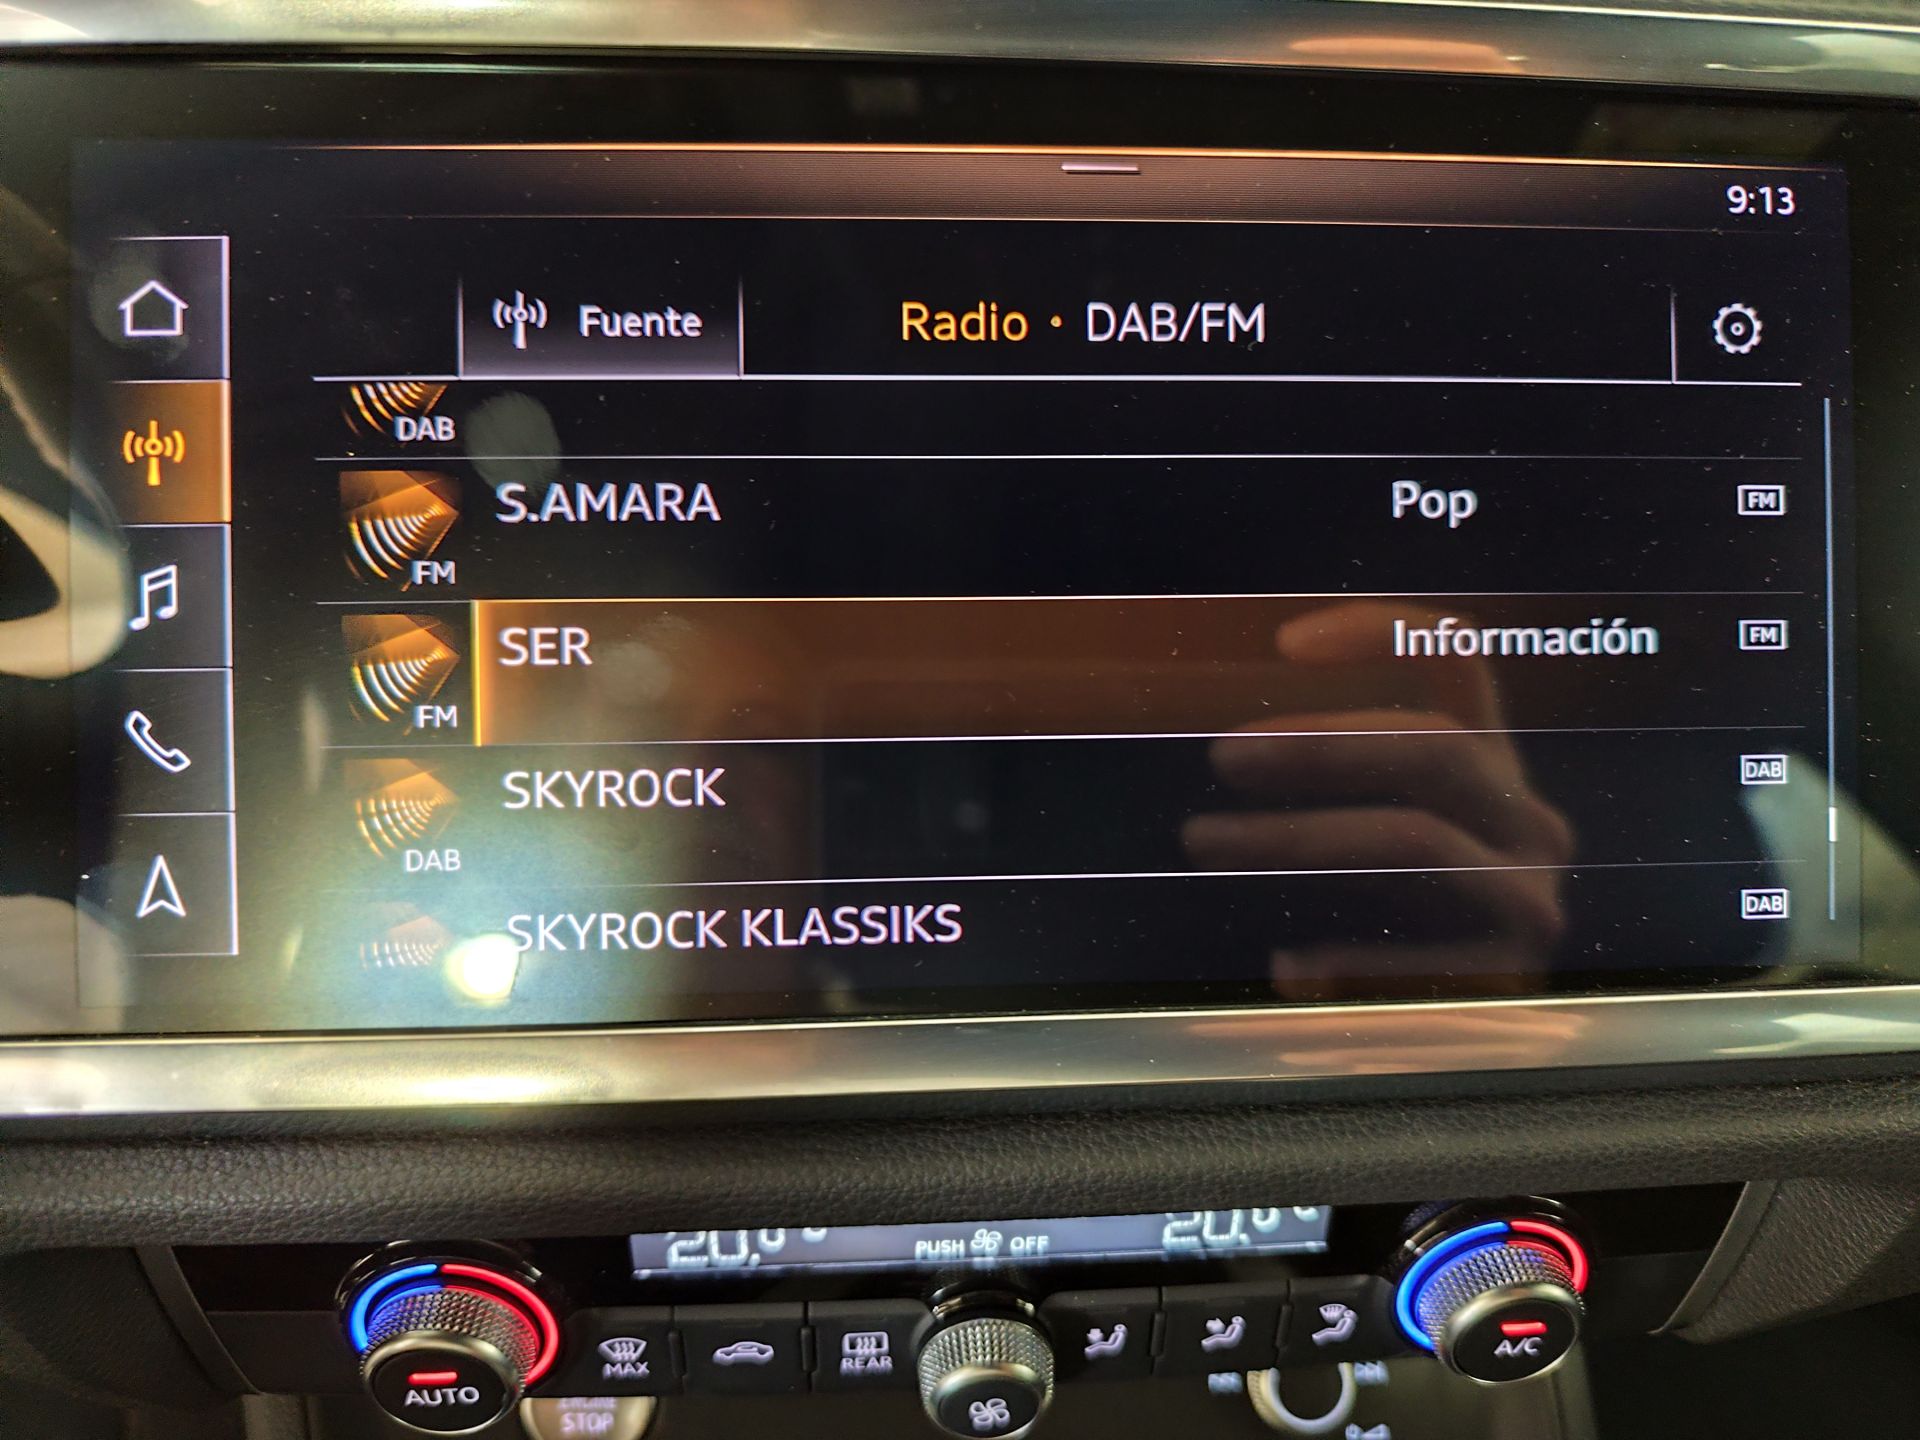 9:13
Fuente
Radio • DAB/FM
DAB
S.AMARA Pop FM
FM
SER Información FM
FM
SKYROCK DAB
DAB
SKYROCK KLASSIKS DAB
PUSH OFF
MAX
REAR
AUTO
A/C
STOP